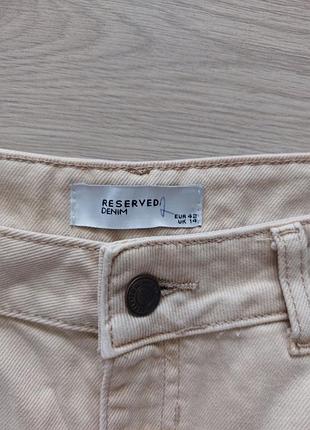 RESERVED
DENIM
EUR 42
UK 14